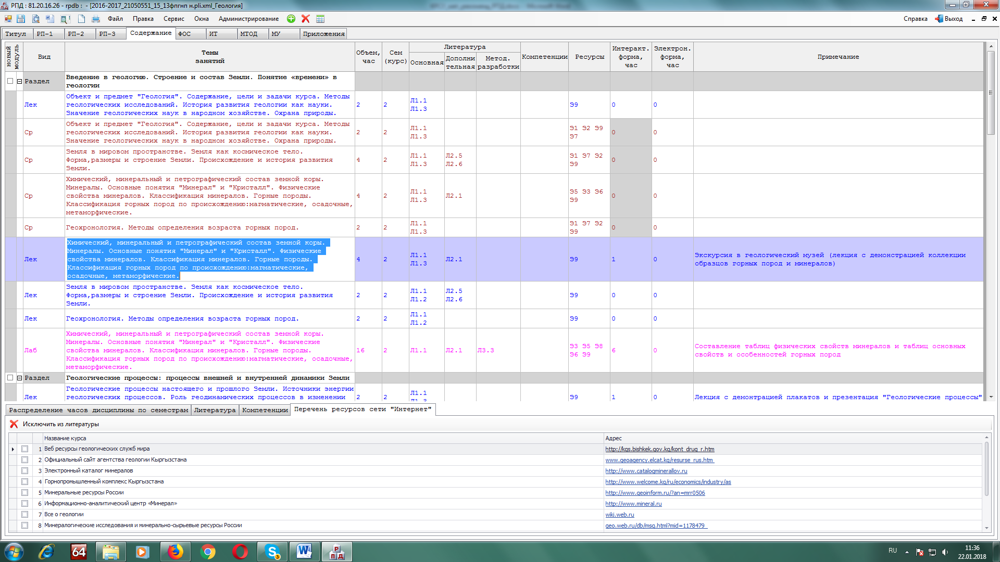 РПД : 81.20.16.26 - rpdb :  - [2016-2017_21050551_15_13фпгнп н.pli.xml_Геология]
Файл Правка Сервис Окна Администрирование Справка Выход
Титул РП-1 РП-2 РП-3 Содержание ФОС ИТ МТОД МУ Приложения
новый модуль Вид Темы занятий Объем, час Сем (курс) Литература Основная Дополни тельная Метод. разработки Компетенции Ресурсы Интеракт. форма, час Электрон. форма, час Примечание
Раздел Введение в геологию. Строение и состав Земли. Понятие «времени» в
геологии
Объект и предмет "Геология". Содержание, цели и задачи курса. Методы
Лек геологических исследований. История развития геологии как науки. 2 2 Л1.1 Л1.3 Э9 0 0
Значение геологических наук в народном хозяйстве. Охрана природы.
Объект и предмет "Геология". Содержание, цели и задачи курса. Методы
Ср геологических исследований. История развития геологии как науки. 2 2 Л1.1 Л1.3 Э1 Э2 Э9 Э7 0 0
Значение геологических наук в народном хозяйстве. Охрана природы.
Земля в мировом пространстве. Земля как космическое тело.
Ср Форма,размеры и строение Земли. Происхождение и история развития 4 2 Л1.1 Л1.3 Л2.5 Л2.6 Э1 Э7 Э2 Э9 0 0
Земли.
Химический, минеральный и петрографический состав земной коры.
Минералы. Основные понятия "Минерал" и "Кристалл". Физические
Ср свойства минералов. Классификация минералов. Горные породы. 4 2 Л1.1 Л1.3 Л2.1 Э5 Э3 Э6 Э9 0 0
Классификация горных пород по происхождению:магматические, осадочные,
метаморфические.
Ср Геохронология. Методы определения возраста горных пород. 2 2 Л1.1 Л1.3 Э1 Э7 Э2 Э9 0 0
Химический, минеральный и петрографический состав земной коры.
Минералы. Основные понятия "Минерал" и "Кристалл". Физические
Лек свойства минералов. Классификация минералов. Горные породы. 4 2 Л1.1 Л1.3 Л2.1 Э9 1 0 Экскурсия в геологический музей (лекция с демонстрацией коллекции
образцов горных пород и минералов)
Классификация горных пород по происхождению:магматические,
осадочные, метаморфические.
Земля в мировом пространстве. Земля как космическое тело.
Лек Форма,размеры и строение Земли. Происхождение и история развития 2 2 Л1.1 Л1.2 Л2.5 Л2.6 Э9 0 0
Земли.
Лек Геохронология. Методы определения возраста горных пород. 2 2 Л1.1 Л1.2 Э9 0 0
Химический, минеральный и петрографический состав земной коры.
Минералы. Основные понятия "Минерал" и "Кристалл". Физические
Лаб свойства минералов. Классификация минералов. Горные породы. 16 2 Л1.1 Л2.1 Л3.3 Э3 Э5 Э8 Э6 Э9 6 0 Составление таблиц физических свойств минералов и таблиц основных
свойств и особенностей горных пород
Классификация горных пород по происхождению:магматические, осадочные,
метаморфические.
Раздел Геологические процессы: процессы внешней и внутренней динамики Земли
Геологические процессы настоящего и прошлого Земли. Источники энергии
Лек геологических процессов. Роль геодинамических процессов в изменении 2 2 Л1.1 Э9 1 0 Лекция с демонтрацией плакатов и презентация "Геологические процессы"
Распределение часов дисциплины по семестрам Литература Компетенции Перечень ресурсов сети "Интернет"
Исключить из литературы
Название курса Адрес
1 Веб ресурсы геологических служб мира http://kgs.bishkek.gov.kg/kont_drug_r.htm
2 Официальный сайт агентства геологии Кыргызстана www.geoagency.elcat.kg/resurse_rus.htm
3 Электронный каталог минералов http://www.catalogminerallov.ru
4 Горнопромышленный комплекс Кыргызстана http://www.welcome.kg/ru/economics/industry/as
5 Минеральные ресурсы России http://www.geoinform.ru/?an=mrr0506
6 Информационно-аналитический центр «Минерал» http://www.mineral.ru
7 Все о геологии wiki.web.ru
8 Минералогические исследования и минерально-сырьевые ресурсы России geo.web.ru/db/msg.html?mid=1178479_
64 3 РПД RU 11:36
22.01.2018